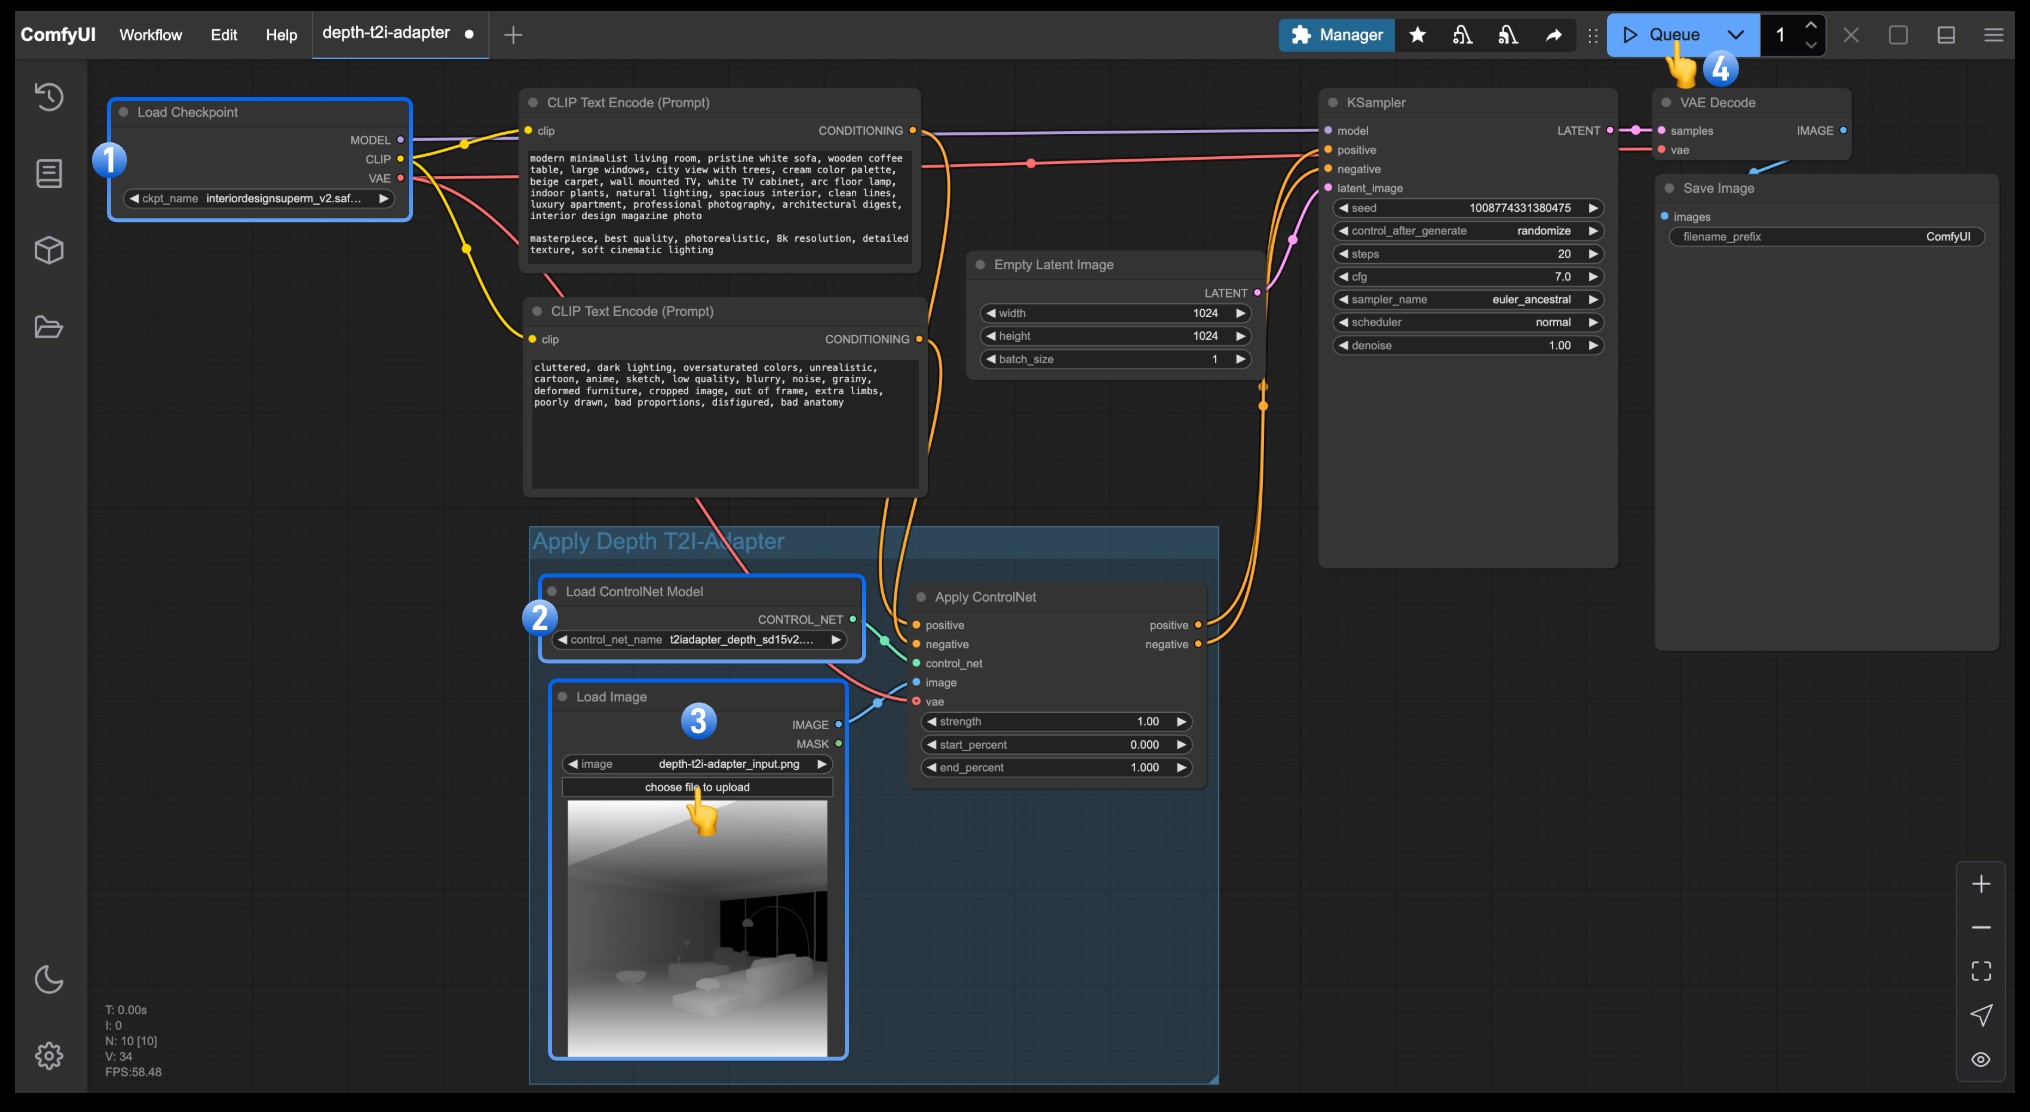 ComfyUI
Workflow
Edit
Help
depth-t2i-adapter
Manager
Queue
1
4
Load Checkpoint
1
MODEL
CLIP
VAE
ckpt_name interiordesignsuperm_v2.saf...
CLIP Text Encode (Prompt)
clip
CONDITIONING
modern minimalist living room, pristine white sofa, wooden coffee
table, large windows, city view with trees, cream color palette,
beige carpet, wall mounted TV, white TV cabinet, arc floor lamp,
indoor plants, natural lighting, spacious interior, clean lines,
luxury apartment, professional photography, architectural digest,
interior design magazine photo
masterpiece, best quality, photorealistic, 8k resolution, detailed
texture, soft cinematic lighting
CLIP Text Encode (Prompt)
clip
CONDITIONING
cluttered, dark lighting, oversaturated colors, unrealistic,
cartoon, anime, sketch, low quality, blurry, noise, grainy,
deformed furniture, cropped image, out of frame, extra limbs,
poorly drawn, bad proportions, disfigured, bad anatomy
Empty Latent Image
LATENT
width 1024
height 1024
batch_size 1
KSampler
model
LATENT
positive
negative
latent_image
seed 1008774331380475
control_after_generate randomize
steps 20
cfg 7.0
sampler_name euler_ancestral
scheduler normal
denoise 1.00
VAE Decode
samples
IMAGE
vae
Save Image
images
filename_prefix ComfyUI
Apply Depth T2I-Adapter
Load ControlNet Model
2
CONTROL_NET
control_net_name t2iadapter_depth_sd15v2....
Load Image
3
IMAGE
MASK
image depth-t2i-adapter_input.png
choose file to upload
Apply ControlNet
positive
positive
negative
negative
control_net
image
vae
strength 1.00
start_percent 0.000
end_percent 1.000
T: 0.00s
I: 0
N: 10 [10]
V: 34
FPS:58.48